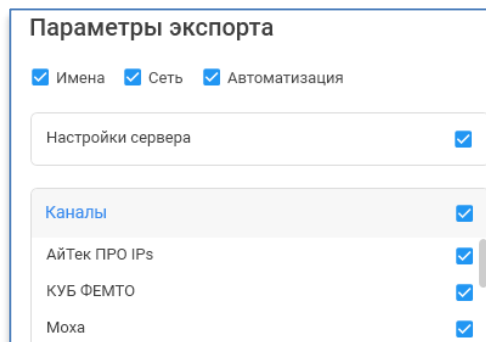 Параметры экспорта
Имена Сеть Автоматизация
Настройки сервера
Каналы
АйТек ПРО IPs
КУБ ФЕМТО
Моха